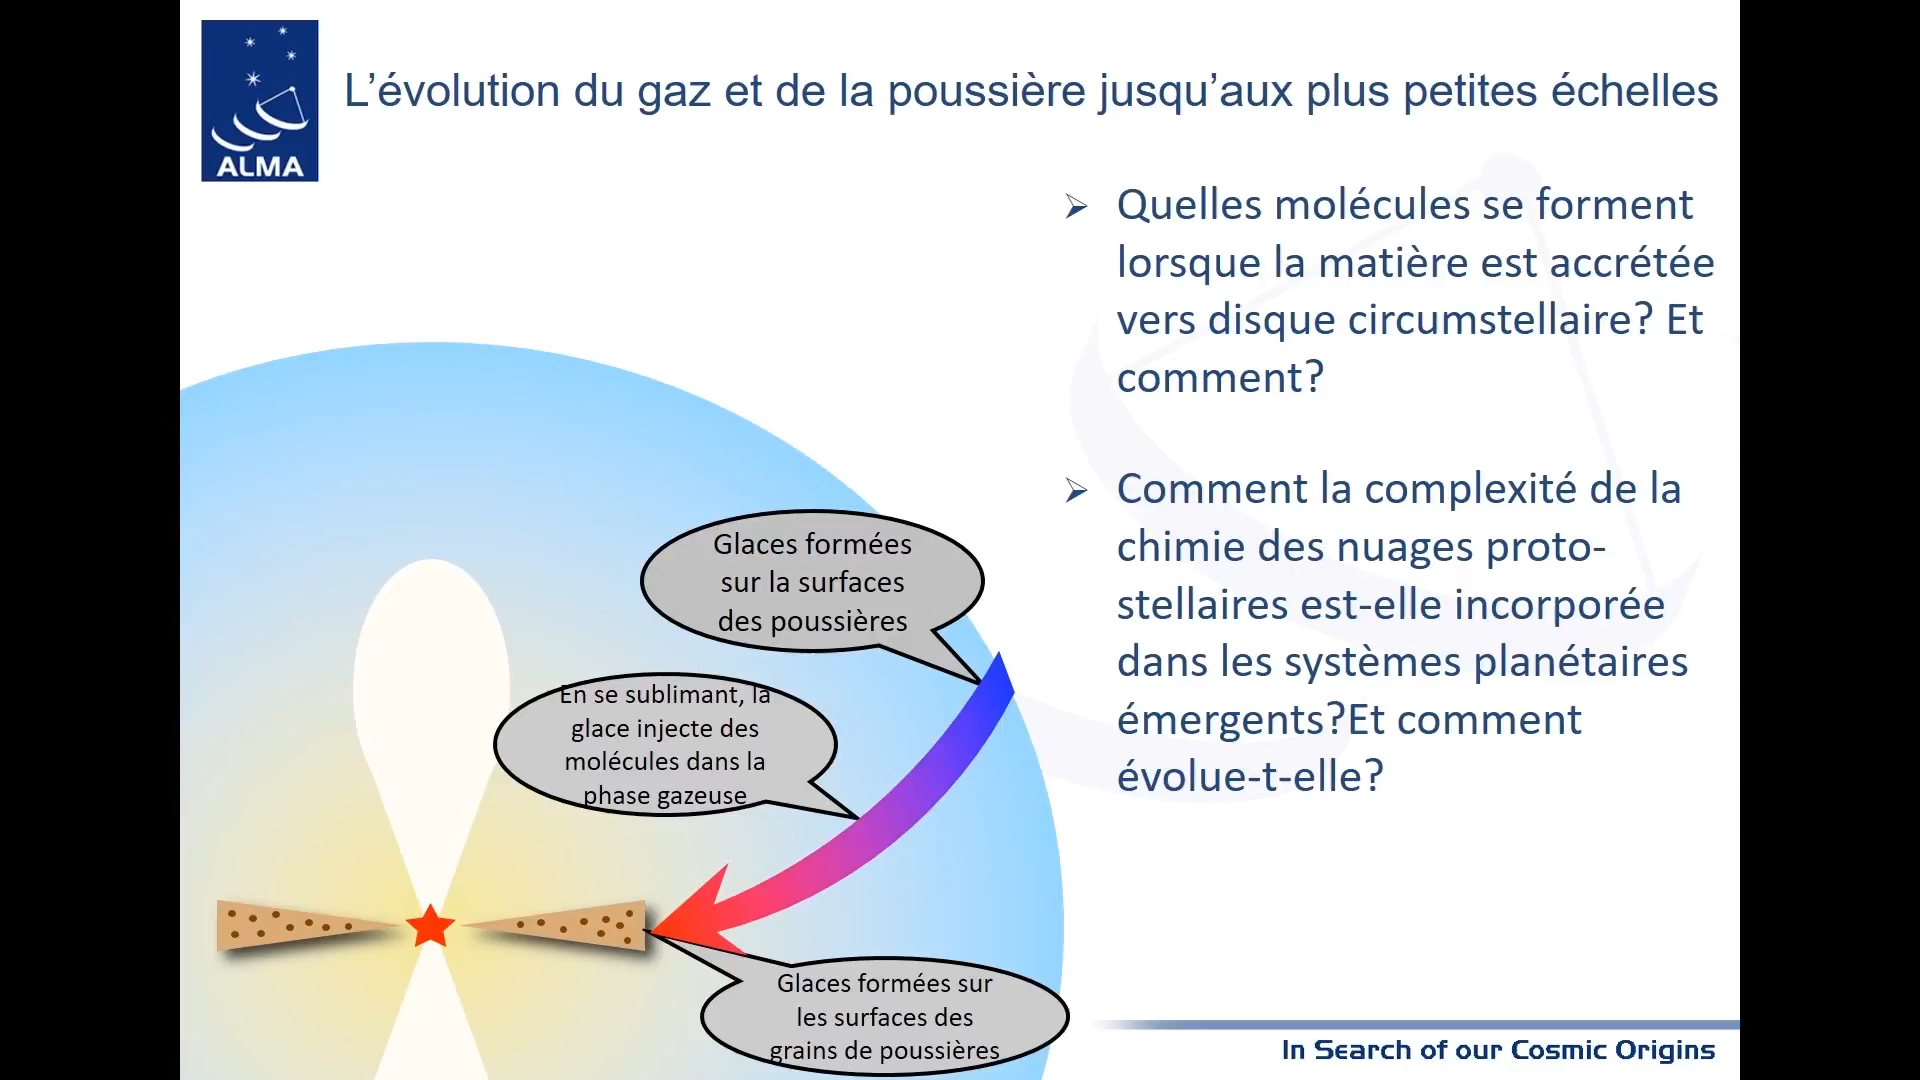 ALMA
L’évolution du gaz et de la poussière jusqu’aux plus petites échelles
Quelles molécules se forment
lorsque la matière est accrétée
vers disque circumstellaire? Et
comment?
Comment la complexité de la
chimie des nuages proto-
stellaires est-elle incorporée
dans les systèmes planétaires
émergents?Et comment
évolue-t-elle?
Glaces formées
sur la surfaces
des poussières
En se sublimant, la
glace injecte des
molécules dans la
phase gazeuse
Glaces formées sur
les surfaces des
grains de poussières
In Search of our Cosmic Origins